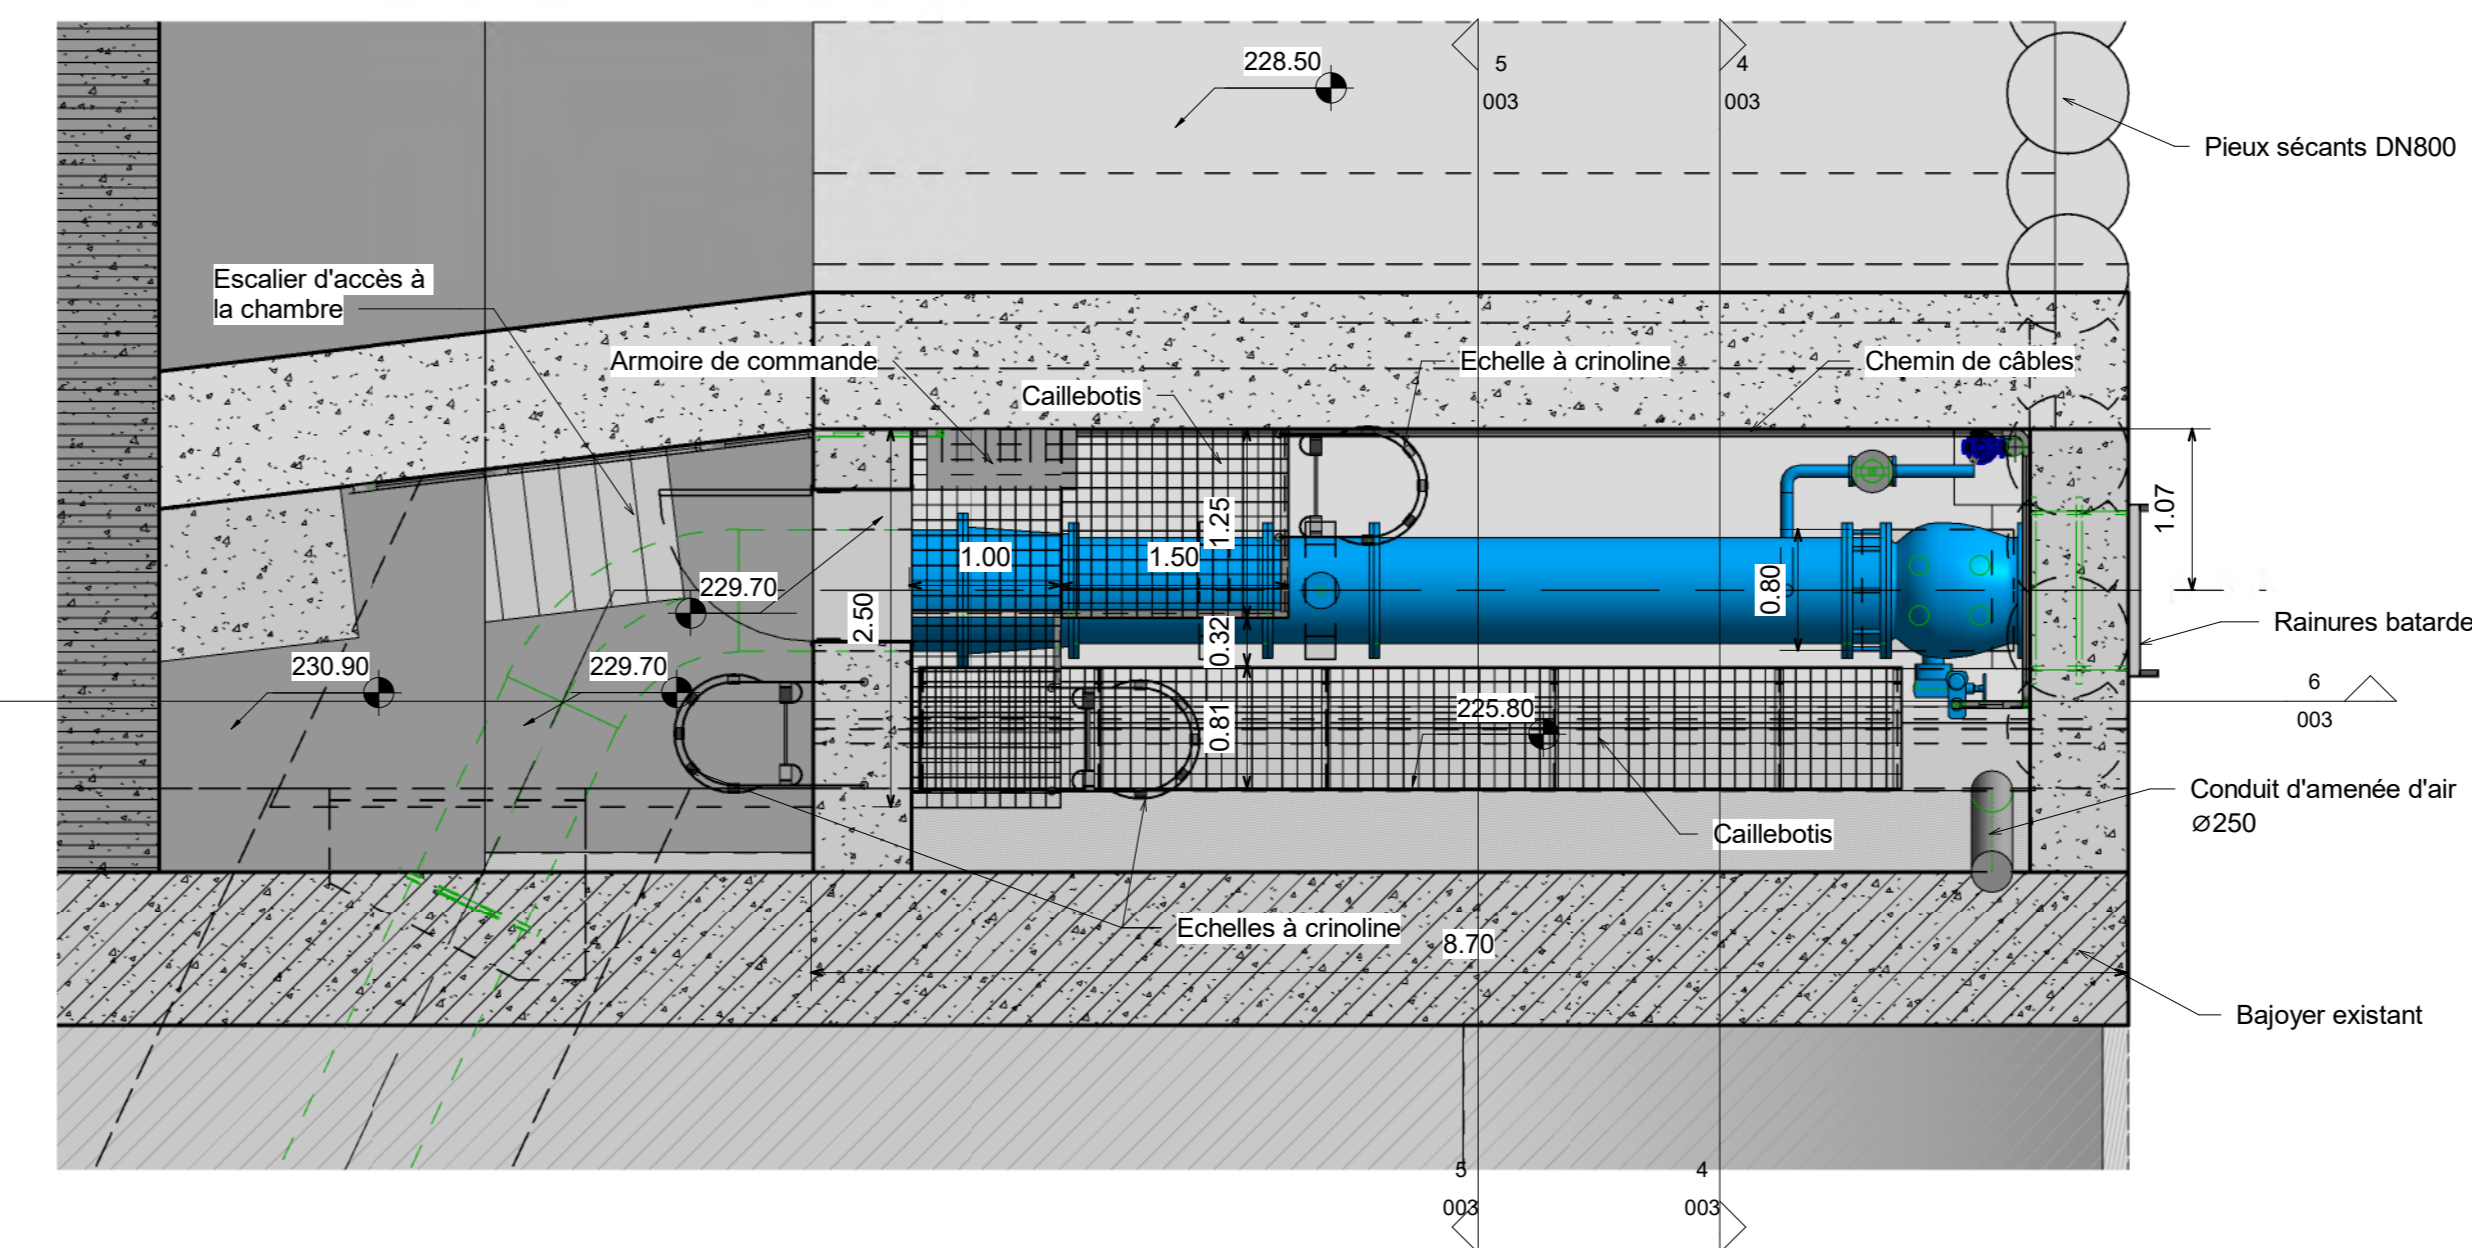 228.50
5
003
4
003
Pieux sécants DN800
Escalier d'accès à
la chambre
Armoire de commande
Caillebotis
Echelle à crinoline
Chemin de câbles
1.07
1.25
1.00
1.50
0.80
229.70
2.50
0.32
Rainures batarde
230.90
229.70
225.80
0.81
6
003
Conduit d'amenée d'air
Ø250
Caillebotis
Echelles à crinoline
8.70
Bajoyer existant
5
003
4
003